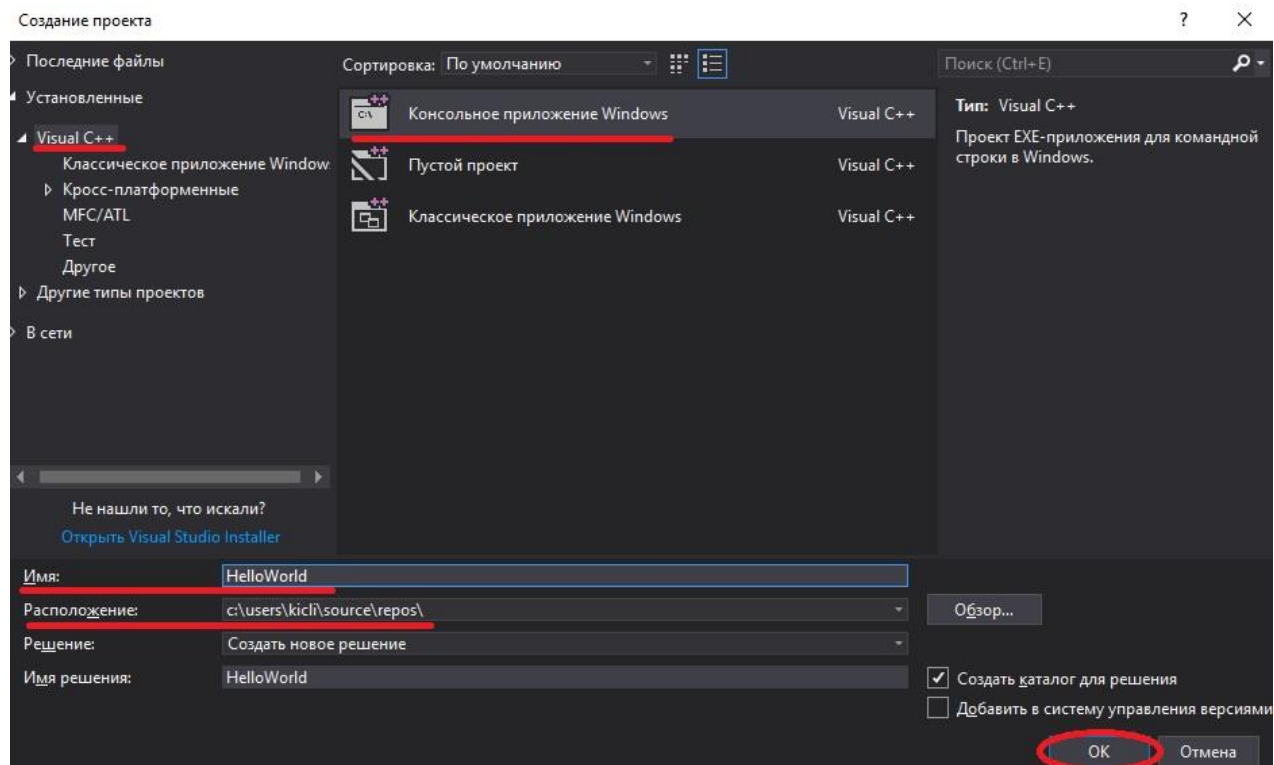 Создание проекта
?
Последние файлы
Установленные
Visual C++
Классическое приложение Window
Кросс-платформенные
MFC/ATL
Тест
Другое
Другие типы проектов
В сети
Не нашли то, что искали?
Открыть Visual Studio Installer
Сортировка: По умолчанию
Консольное приложение Windows Visual C++
Пустой проект Visual C++
Классическое приложение Windows Visual C++
Поиск (Ctrl+E)
Тип: Visual C++
Проект EXE-приложения для командной
строки в Windows.
Имя: HelloWorld
Расположение: c:\users\kicli\source\repos\
Обзор...
Решение: Создать новое решение
Имя решения: HelloWorld
Создать каталог для решения
Добавить в систему управления версиями
ОК Отмена